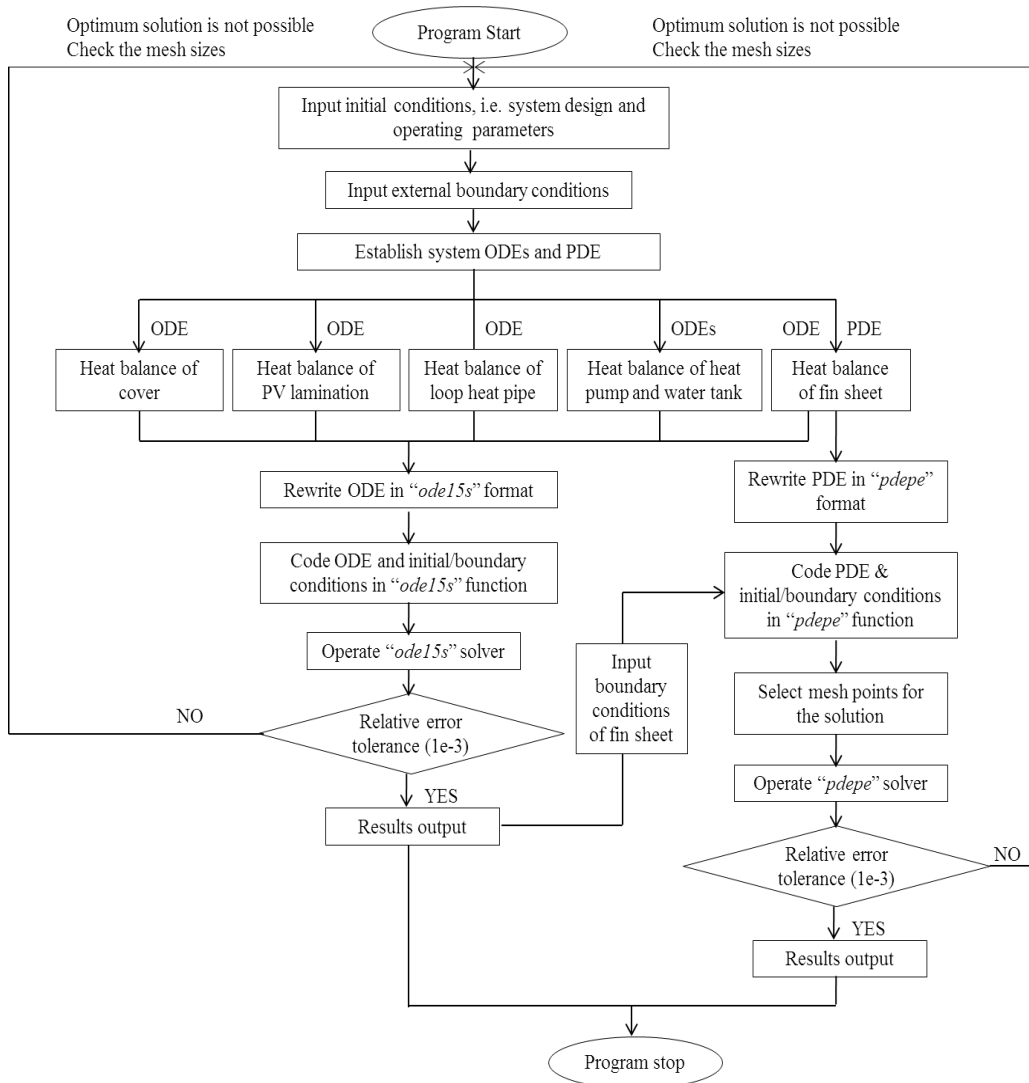 Optimum solution is not possible
Check the mesh sizes
Program Start
Optimum solution is not possible
Check the mesh sizes
Input initial conditions, i.e. system design and
operating parameters
Input external boundary conditions
Establish system ODEs and PDE
ODE
ODE
ODE
ODEs
ODE
PDE
Heat balance of
cover
Heat balance of
PV lamination
Heat balance
of loop heat pipe
Heat balance of heat
pump and water tank
Heat balance
of fin sheet
Rewrite ODE in “ode15s” format
Rewrite PDE in “pdepe”
format
Code ODE and initial/boundary
conditions in “ode15s” function
Code PDE &
initial/boundary conditions
in “pdepe” function
Operate “ode15s” solver
Input
boundary
conditions
of fin sheet
Select mesh points for
the solution
NO
Relative error
tolerance (1e-3)
Operate “pdepe” solver
YES
Results output
Relative error
tolerance (1e-3)
NO
YES
Results output
Program stop